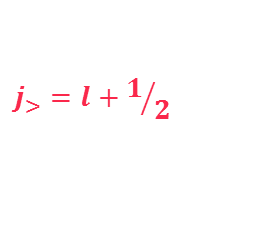 j> = l + 1/2